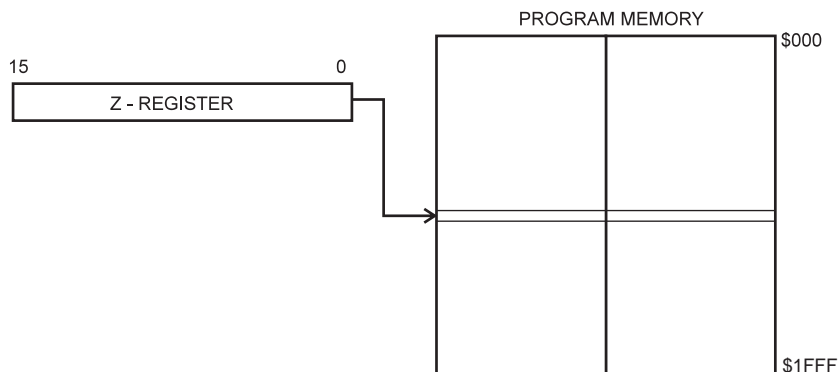 PROGRAM MEMORY
$000
15 0
Z - REGISTER
$1FFF